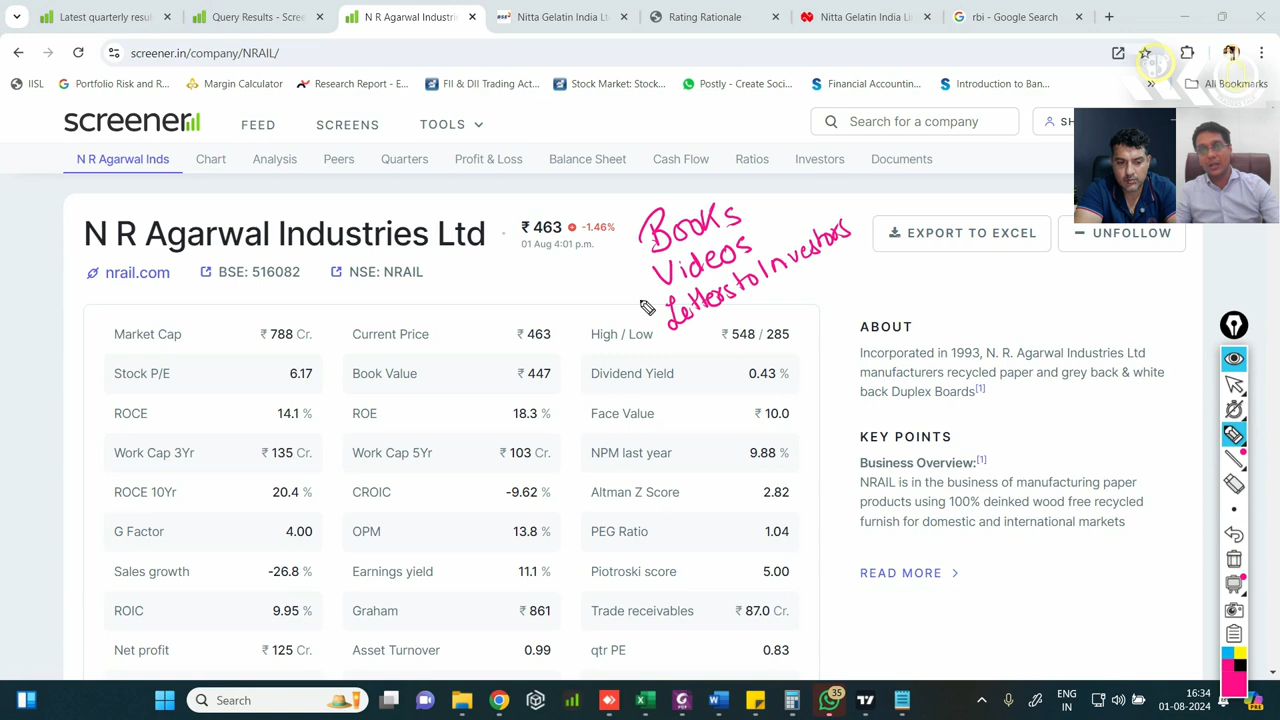 Latest quarterly resul
Query Results - Scree
N R Agarwal Industrie
Nitta Gelatin India Lt
Rating Rationale
Nitta Gelatin India Li
rbi - Google Search
screener.in/company/NRAIL/
IISL
Portfolio Risk and R...
Margin Calculator
Research Report - E...
FII & DII Trading Act...
Stock Market: Stock...
Postly - Create Soci...
Financial Accountin...
Introduction to Ban...
All Bookmarks
screener
FEED
SCREENS
TOOLS
Search for a company
SH
N R Agarwal Inds
Chart
Analysis
Peers
Quarters
Profit & Loss
Balance Sheet
Cash Flow
Ratios
Investors
Documents
N R Agarwal Industries Ltd
₹ 463 -1.46%
01 Aug 4:01 p.m.
Books
Videos
Letters to Investors
EXPORT TO EXCEL
UNFOLLOW
nrail.com
BSE: 516082
NSE: NRAIL
Market Cap ₹ 788 Cr.
Current Price ₹ 463
High / Low ₹ 548 / 285
Stock P/E 6.17
Book Value ₹ 447
Dividend Yield 0.43 %
ROCE 14.1 %
ROE 18.3 %
Face Value ₹ 10.0
Work Cap 3Yr ₹ 135 Cr.
Work Cap 5Yr ₹ 103 Cr.
NPM last year 9.88 %
ROCE 10Yr 20.4 %
CROIC -9.62 %
Altman Z Score 2.82
G Factor 4.00
OPM 13.8 %
PEG Ratio 1.04
Sales growth -26.8 %
Earnings yield 11.1 %
Piotroski score 5.00
ROIC 9.95 %
Graham ₹ 861
Trade receivables ₹ 87.0 Cr.
Net profit ₹ 125 Cr.
Asset Turnover 0.99
qtr PE 0.83
ABOUT
Incorporated in 1993, N. R. Agarwal Industries Ltd
manufacturers recycled paper and grey back & white
back Duplex Boards[1]
KEY POINTS
Business Overview:[1]
NRAIL is in the business of manufacturing paper
products using 100% deinked wood free recycled
furnish for domestic and international markets
READ MORE
Search
35
ENG
IN
16:34
01-08-2024